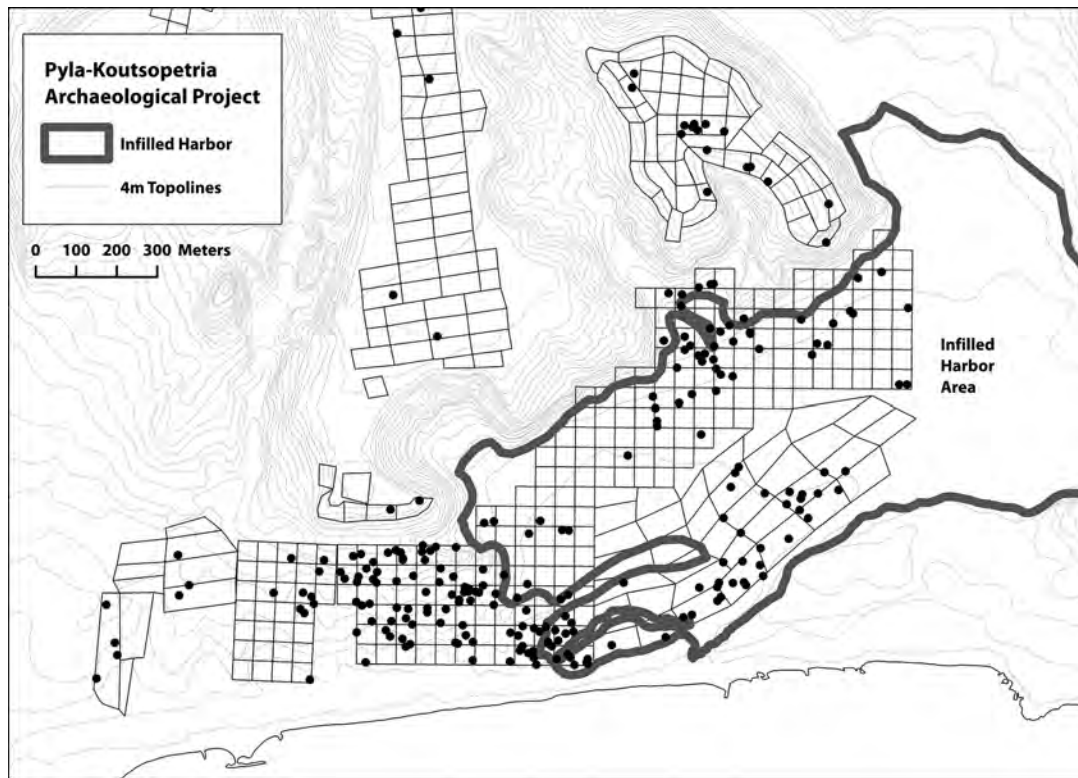 Pyla-Koutsopetria
Archaeological Project
Infilled Harbor
4m Topolines
0 100 200 300 Meters
Infilled
Harbor
Area